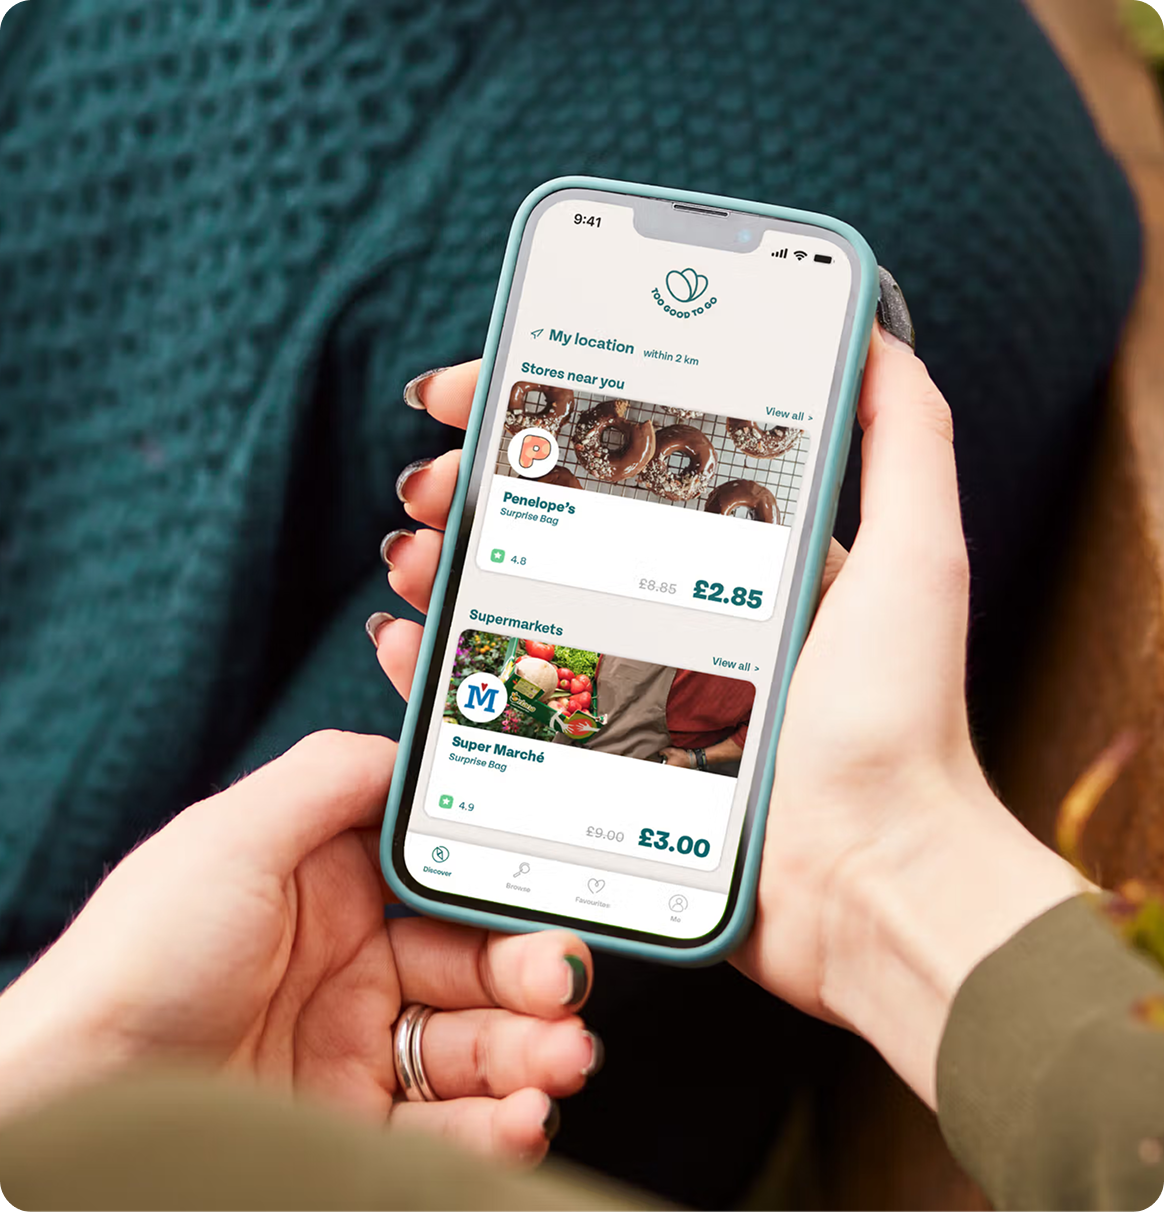 9:41
TOO GOOD TO GO
My location within 2 km
Stores near you
View all >
P
Penelope's
Surprise Bag
4.8
£8.85 £2.85
Supermarkets
View all >
M
Super Marché
Surprise Bag
4.9
£9.00 £3.00
Discover Browse Favourites Me